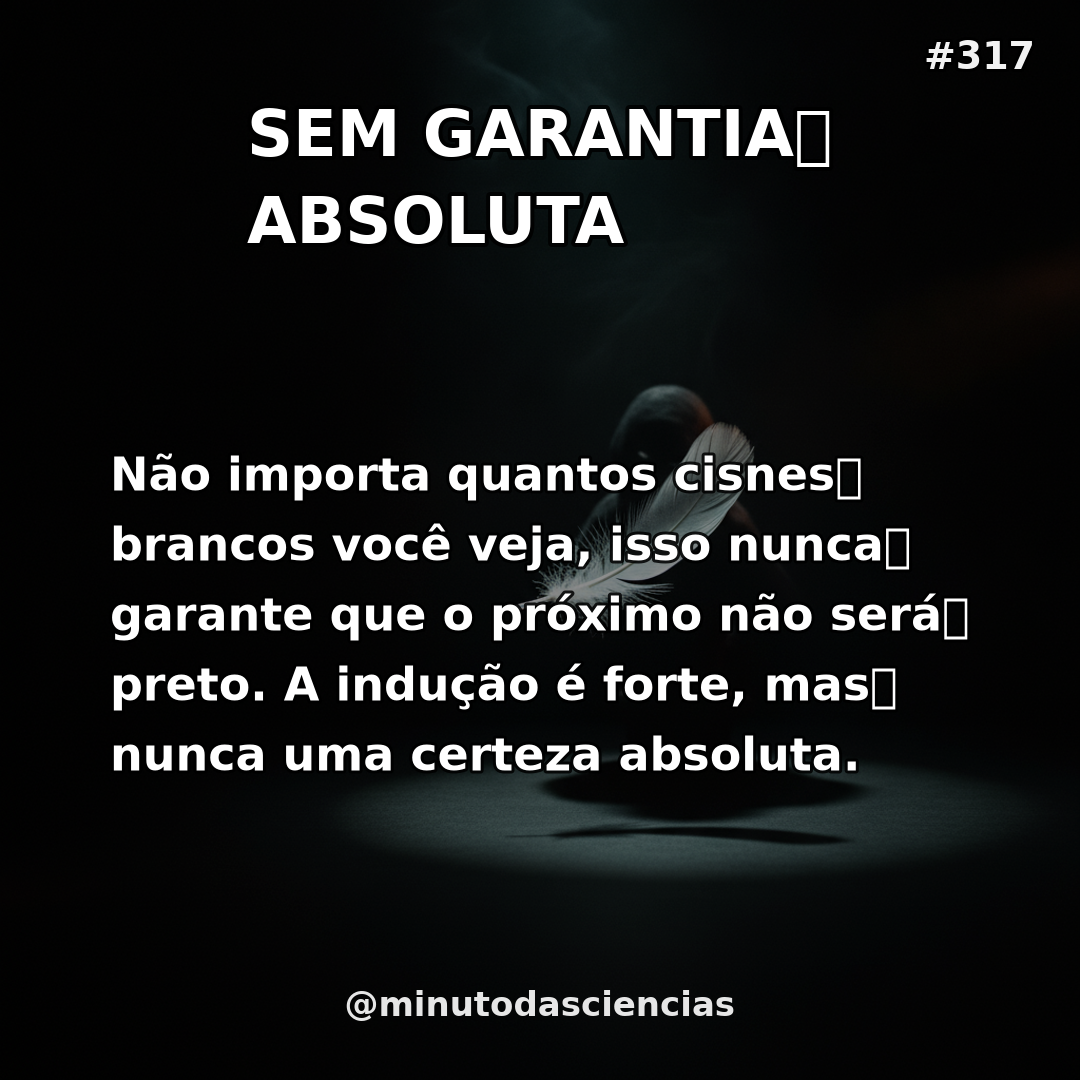 #317
SEM GARANTIA
ABSOLUTA
Não importa quantos cisnes
brancos você veja, isso nunca
garante que o próximo não será
preto. A indução é forte, mas
nunca uma certeza absoluta.
@minutodasciencias